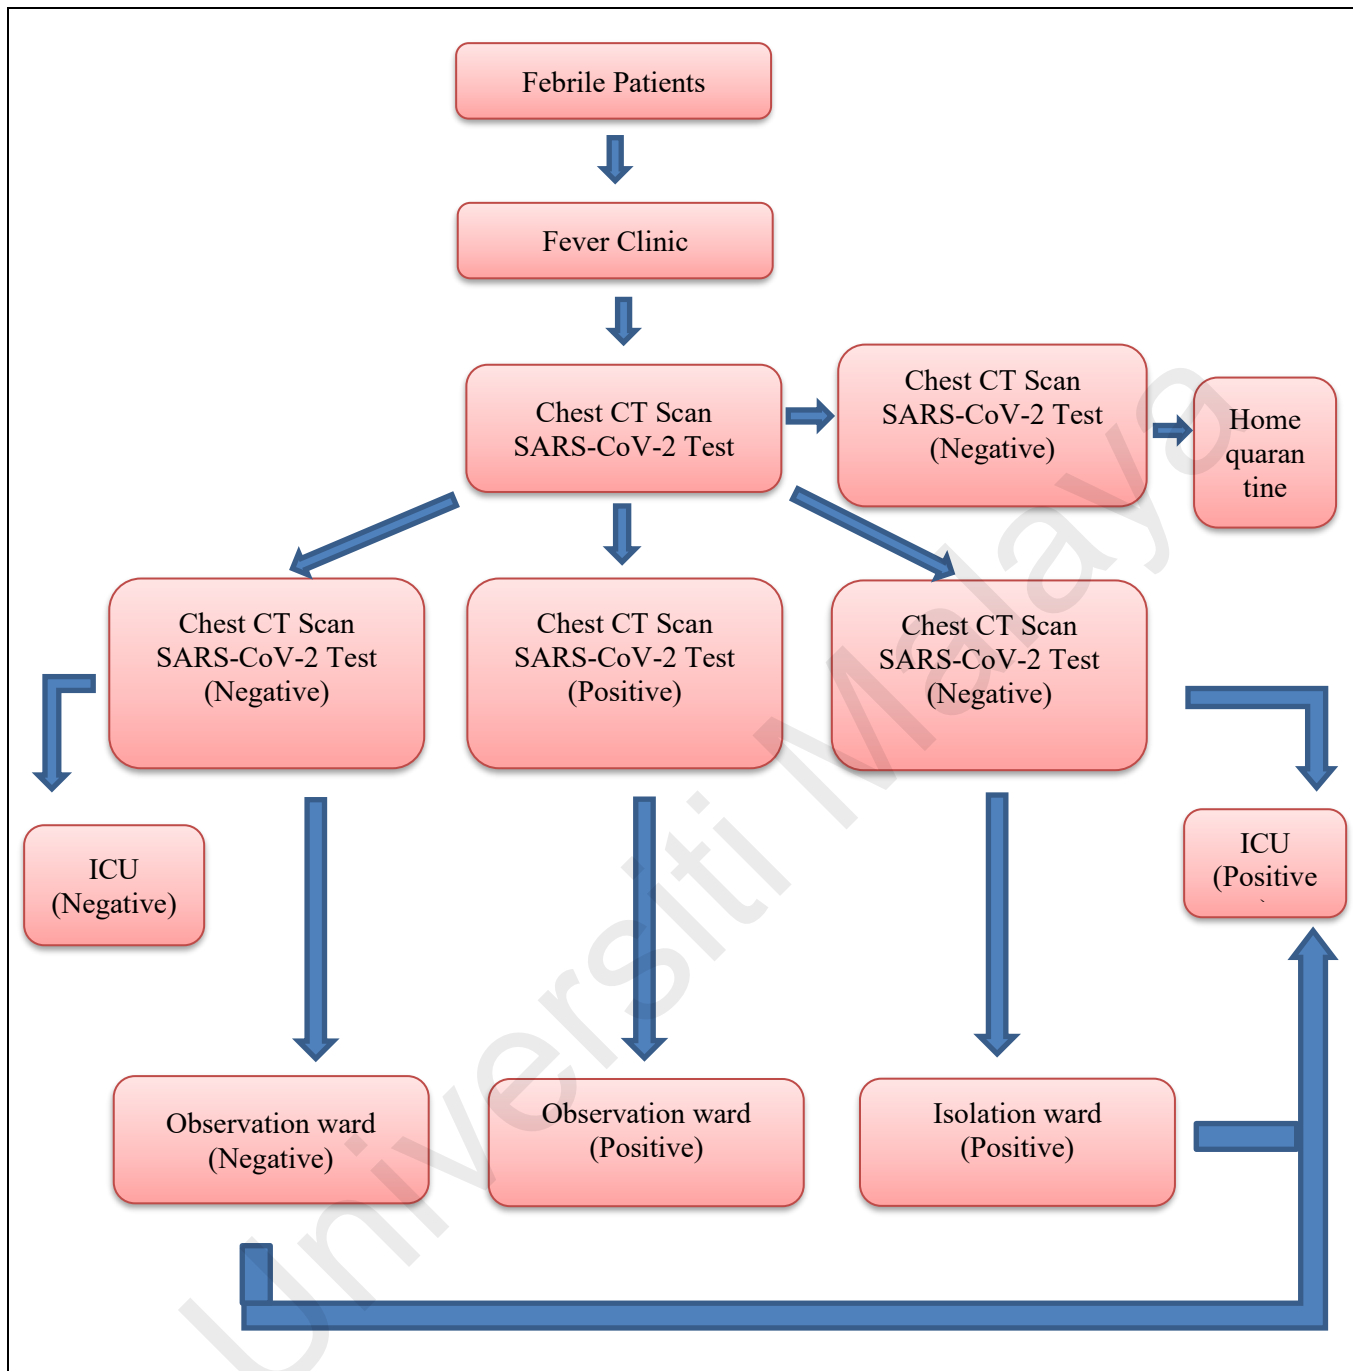 Febrile Patients
Fever Clinic
Chest CT Scan
SARS-CoV-2 Test
Chest CT Scan
SARS-CoV-2 Test
(Negative)
Home
quaran
tine
Chest CT Scan
SARS-CoV-2 Test
(Negative)
Chest CT Scan
SARS-CoV-2 Test
(Positive)
Chest CT Scan
SARS-CoV-2 Test
(Negative)
ICU
(Negative)
ICU
(Positive
Observation ward
(Negative)
Observation ward
(Positive)
Isolation ward
(Positive)
Universiti Malaya